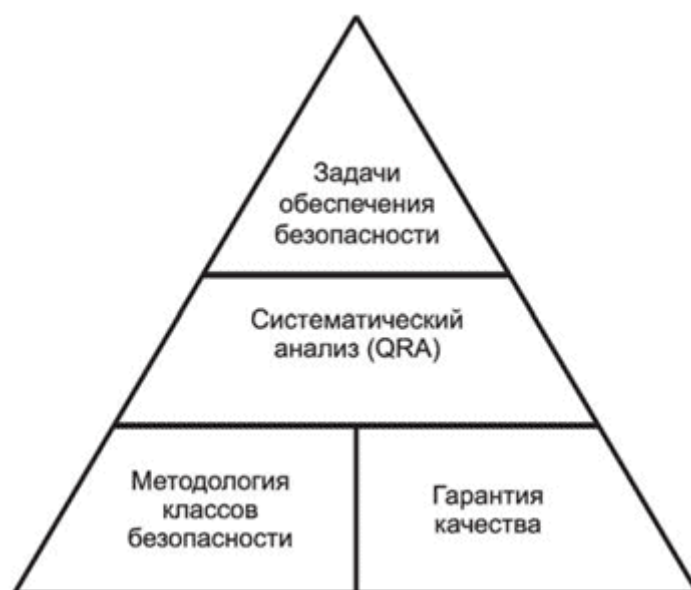 Задачи
обеспечения
безопасности
Систематический
анализ (QRA)
Методология
классов
безопасности
Гарантия
качества